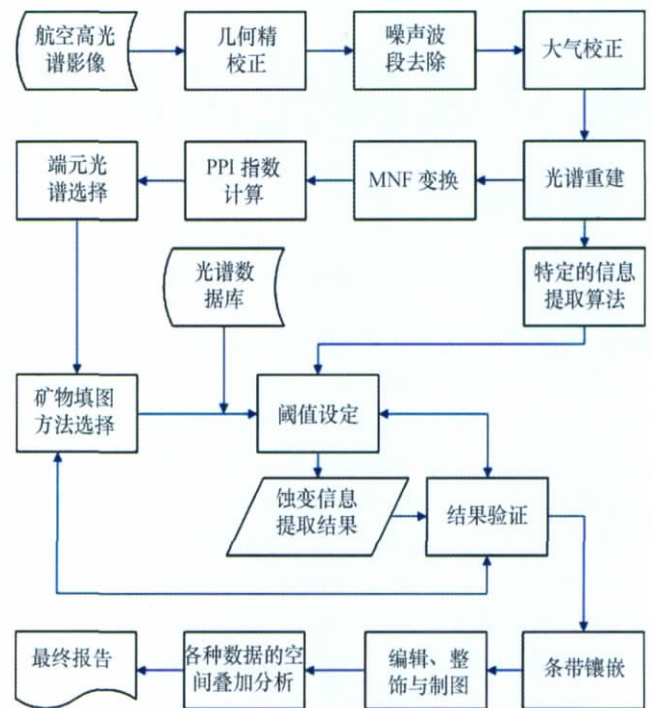 航空高光
谱影像
几何精
校正
噪声波
段去除
大气校正
端元光
谱选择
PPI 指数
计算
MNF 变换
光谱重建
光谱数
据库
特定的信息
提取算法
矿物填图
方法选择
阈值设定
蚀变信息
提取结果
结果验证
最终报告
各种数据的空
间叠加分析
编辑、整
饰与制图
条带镶嵌